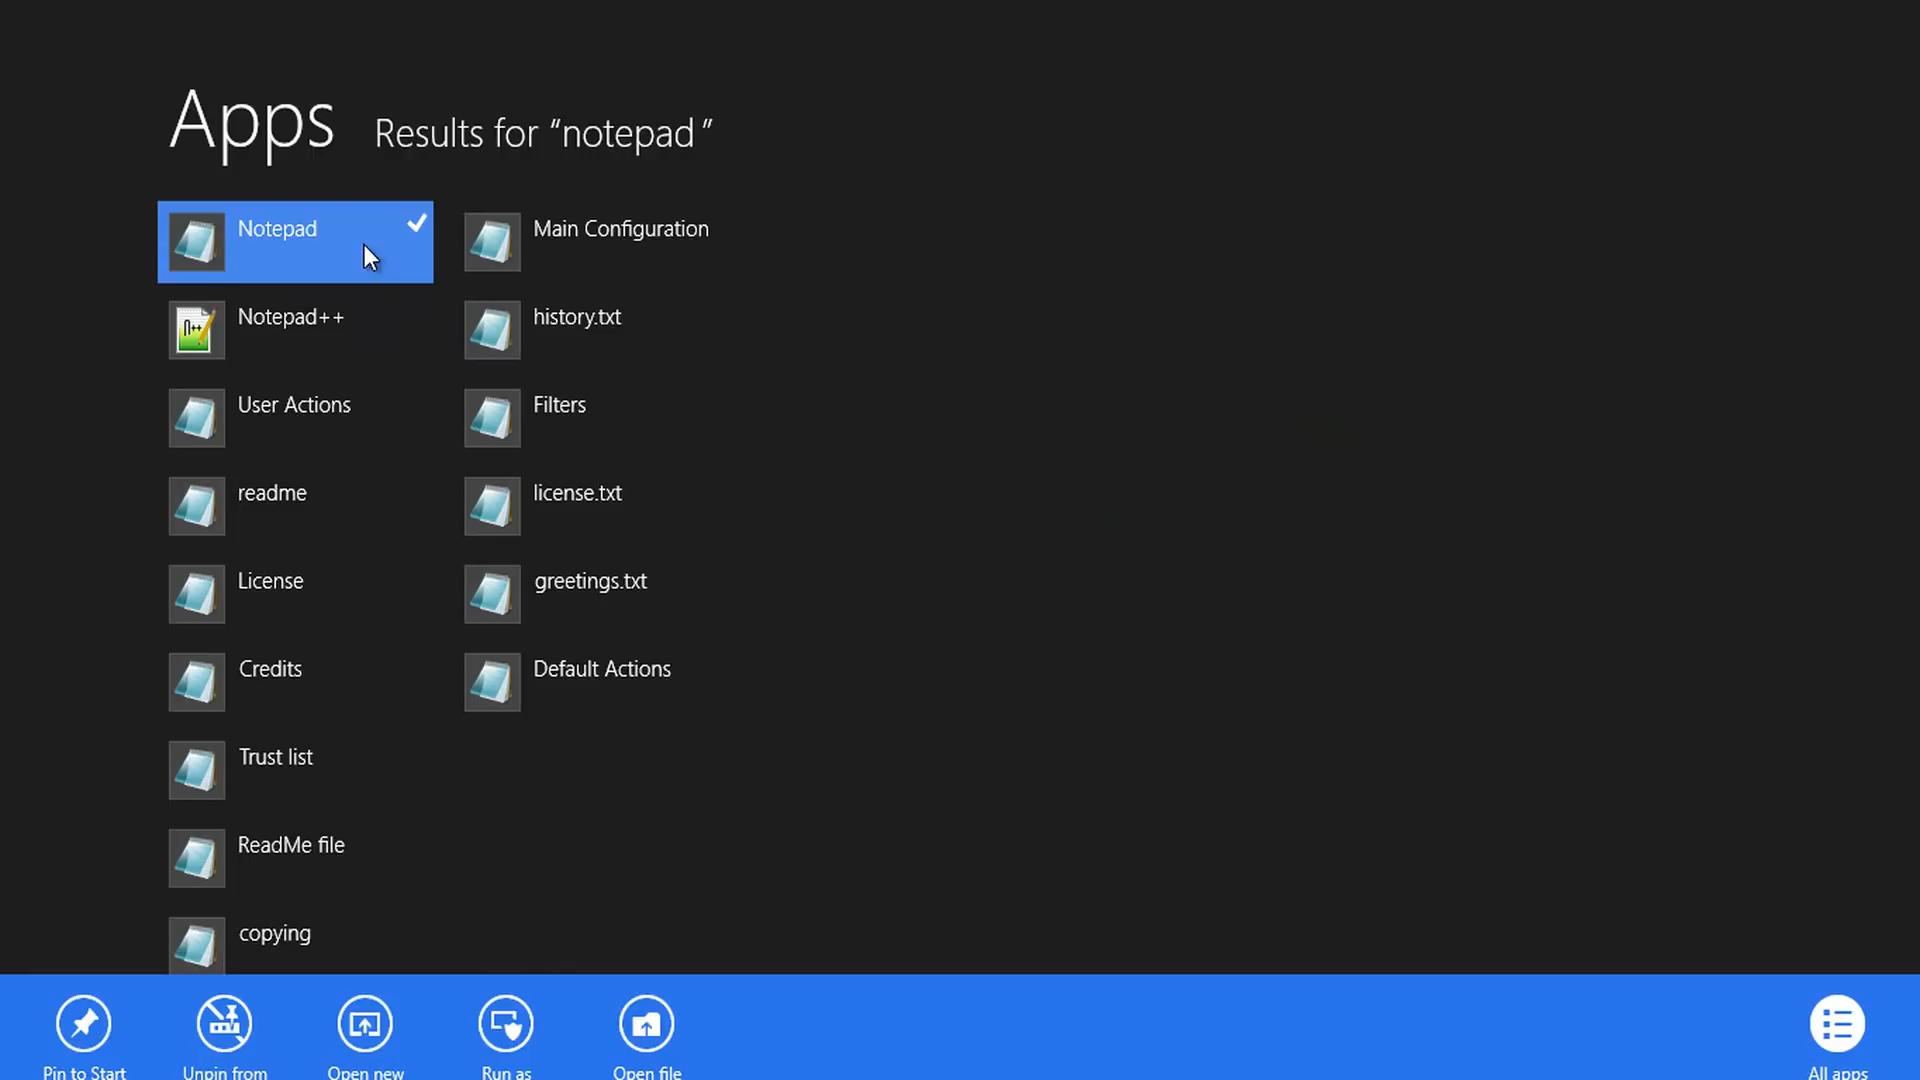 Apps Results for “notepad ”
Notepad
Notepad++
User Actions
readme
License
Credits
Trust list
ReadMe file
copying
Main Configuration
history.txt
Filters
license.txt
greetings.txt
Default Actions
Pin to Start
Unpin from
Open new
Run as
Open file
All apps